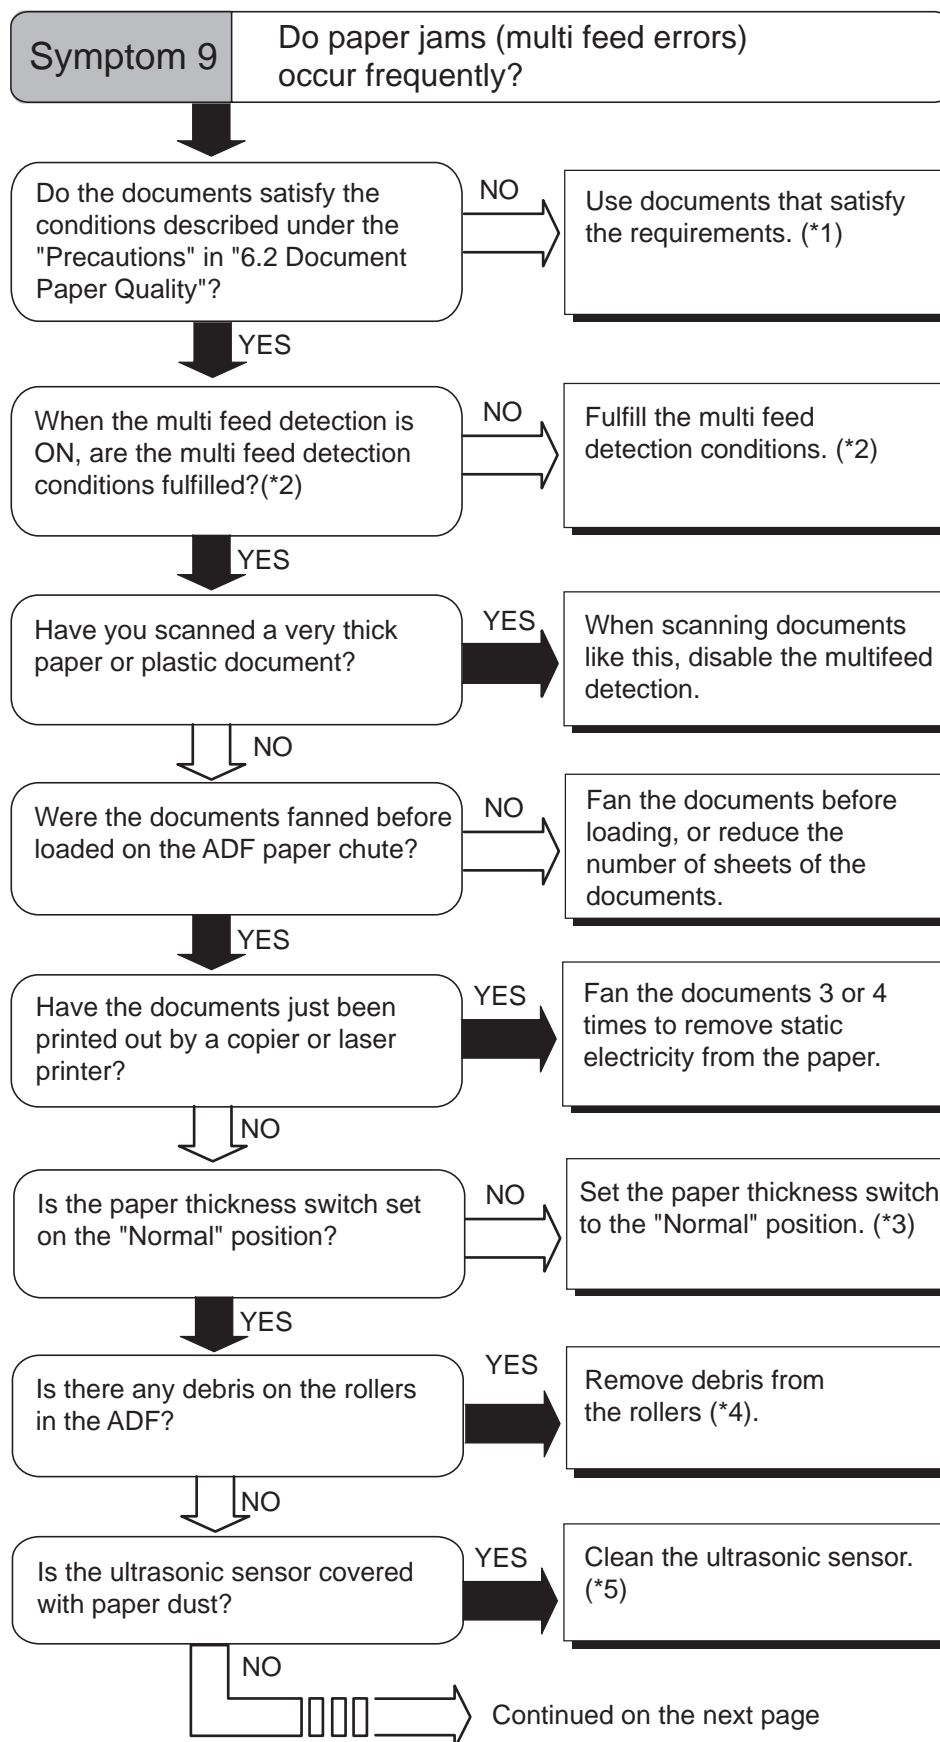 Symptom 9
Do paper jams (multi feed errors)
occur frequently?
Do the documents satisfy the
conditions described under the
"Precautions" in "6.2 Document
Paper Quality"?
NO
Use documents that satisfy
the requirements. (*1)
YES
When the multi feed detection is
ON, are the multi feed detection
conditions fulfilled?(*2)
NO
Fulfill the multi feed
detection conditions. (*2)
YES
Have you scanned a very thick
paper or plastic document?
YES
When scanning documents
like this, disable the multifeed
detection.
NO
Were the documents fanned before
loaded on the ADF paper chute?
NO
Fan the documents before
loading, or reduce the
number of sheets of the
documents.
YES
Have the documents just been
printed out by a copier or laser
printer?
YES
Fan the documents 3 or 4
times to remove static
electricity from the paper.
NO
Is the paper thickness switch set
on the "Normal" position?
NO
Set the paper thickness switch
to the "Normal" position. (*3)
YES
Is there any debris on the rollers
in the ADF?
YES
Remove debris from
the rollers (*4).
NO
Is the ultrasonic sensor covered
with paper dust?
YES
Clean the ultrasonic sensor.
(*5)
NO
Continued on the next page